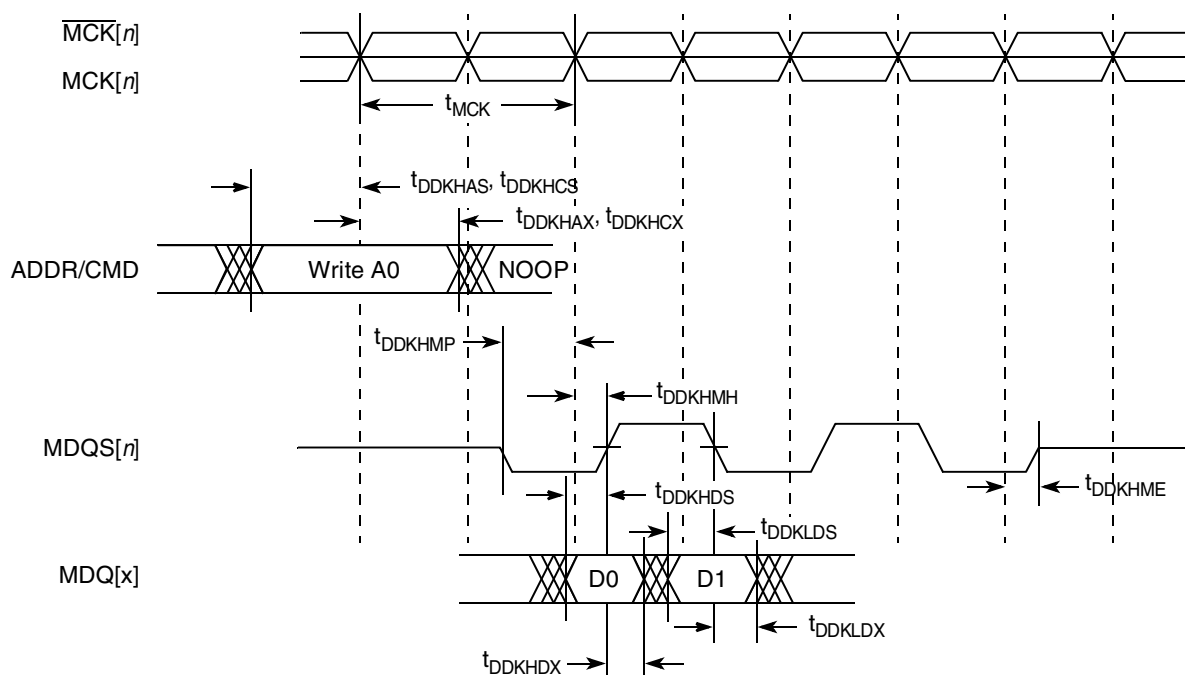 MCK[n]
MCK[n]
tMCK
tDDKHAS, tDDKHCS
tDDKHAX, tDDKHCX
ADDR/CMD
Write A0
NOOP
tDDKHMP
tDDKHMH
MDQS[n]
tDDKHDS
tDDKHME
tDDKLDS
MDQ[x]
D0
D1
tDDKLDX
tDDKHDX